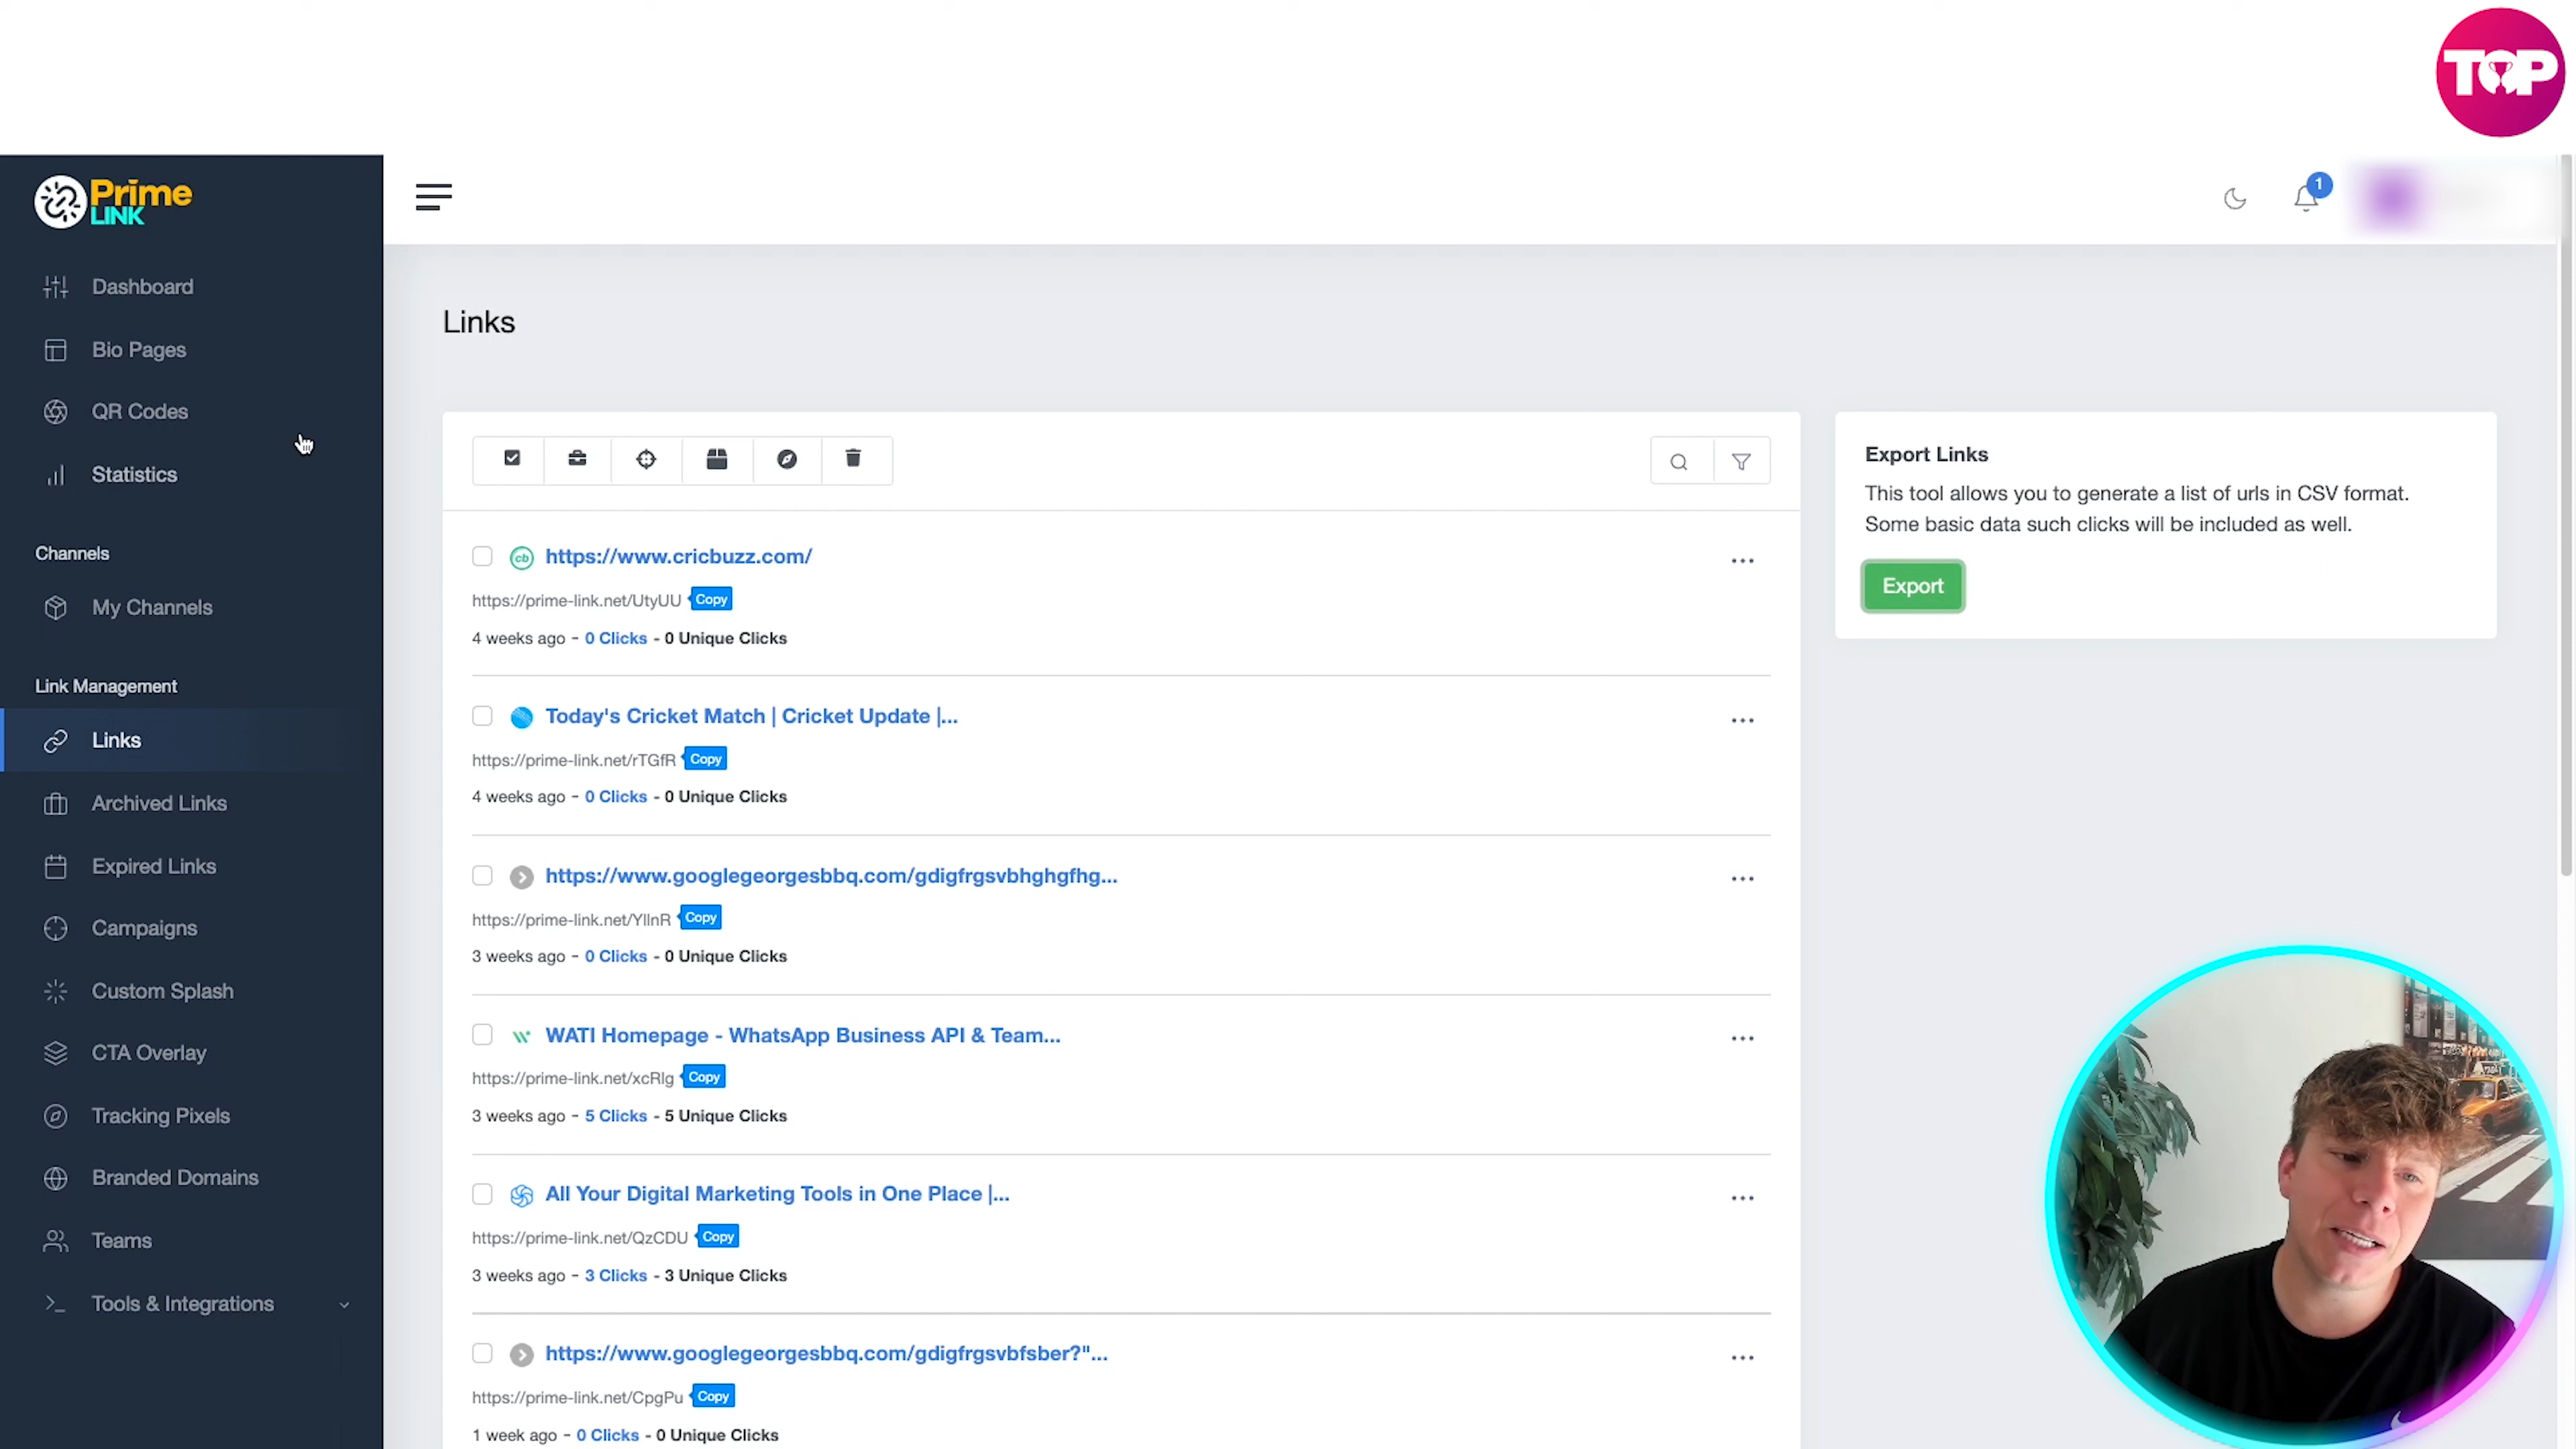 TOP
Prime
LINK
1
Dashboard
Bio Pages
QR Codes
Statistics
Channels
My Channels
Link Management
Links
Archived Links
Expired Links
Campaigns
Custom Splash
CTA Overlay
Tracking Pixels
Branded Domains
Teams
Tools & Integrations
Links
https://www.cricbuzz.com/
https://prime-link.net/UtyUU Copy
4 weeks ago - 0 Clicks - 0 Unique Clicks
Today's Cricket Match | Cricket Update |...
https://prime-link.net/rTGfR Copy
4 weeks ago - 0 Clicks - 0 Unique Clicks
https://www.googlegeorgesbbq.com/gdigfrgsvbhghgfhg...
https://prime-link.net/YllnR Copy
3 weeks ago - 0 Clicks - 0 Unique Clicks
WATI Homepage - WhatsApp Business API & Team...
https://prime-link.net/xcRlg Copy
3 weeks ago - 5 Clicks - 5 Unique Clicks
All Your Digital Marketing Tools in One Place |...
https://prime-link.net/QzCDU Copy
3 weeks ago - 3 Clicks - 3 Unique Clicks
https://www.googlegeorgesbbq.com/gdigfrgsvbfsber?"...
https://prime-link.net/CpgPu Copy
1 week ago - 0 Clicks - 0 Unique Clicks
Export Links
This tool allows you to generate a list of urls in CSV format.
Some basic data such clicks will be included as well.
Export